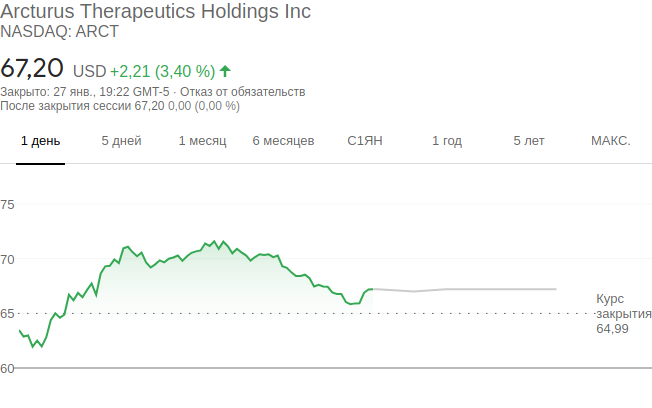 Arcturus Therapeutics Holdings Inc
NASDAQ: ARCT
67,20 USD +2,21 (3,40 %)
Закрыто: 27 янв., 19:22 GMT-5 · Отказ от обязательств
После закрытия сессии 67,20 0,00 (0,00 %)
1 день 5 дней 1 месяц 6 месяцев С1ЯН 1 год 5 лет МАКС.
75
70
65
60
Курс
закрытия
64,99